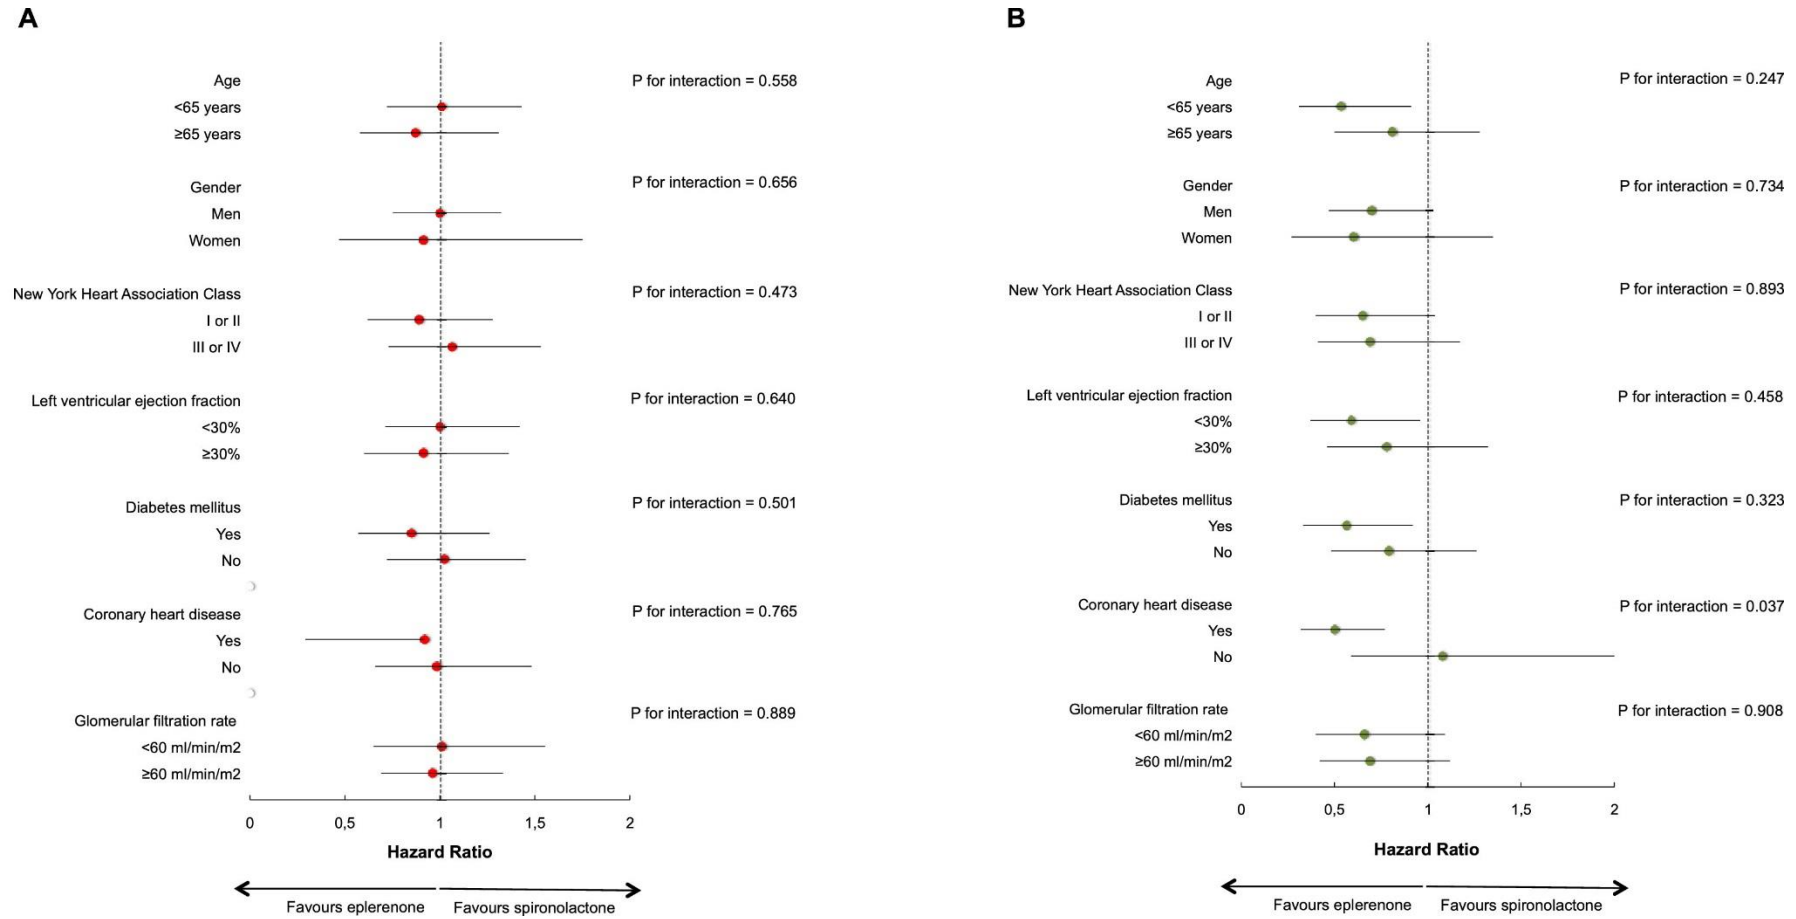 A
Age
P for interaction = 0.558
<65 years
≥65 years
Gender
P for interaction = 0.656
Men
Women
New York Heart Association Class
P for interaction = 0.473
I or II
III or IV
Left ventricular ejection fraction
P for interaction = 0.640
<30%
≥30%
Diabetes mellitus
P for interaction = 0.501
Yes
No
Coronary heart disease
P for interaction = 0.765
Yes
No
Glomerular filtration rate
P for interaction = 0.889
<60 ml/min/m2
≥60 ml/min/m2
0 0,5 1 1,5 2
Hazard Ratio
Favours eplerenone Favours spironolactone
B
Age
P for interaction = 0.247
<65 years
≥65 years
Gender
P for interaction = 0.734
Men
Women
New York Heart Association Class
P for interaction = 0.893
I or II
III or IV
Left ventricular ejection fraction
P for interaction = 0.458
<30%
≥30%
Diabetes mellitus
P for interaction = 0.323
Yes
No
Coronary heart disease
P for interaction = 0.037
Yes
No
Glomerular filtration rate
P for interaction = 0.908
<60 ml/min/m2
≥60 ml/min/m2
0 0,5 1 1,5 2
Hazard Ratio
Favours eplerenone Favours spironolactone